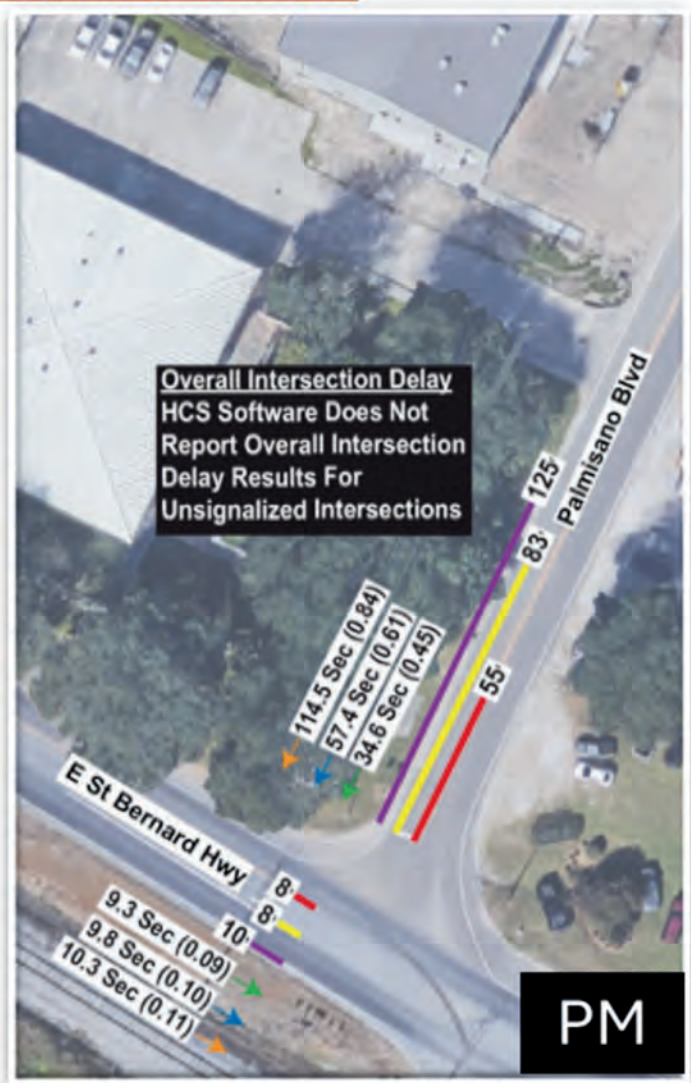 Overall Intersection Delay
HCS Software Does Not
Report Overall Intersection
Delay Results For
Unsignalized Intersections
125'
Palmisano Blvd
83'
55'
114.5 Sec (0.84)
57.4 Sec (0.61)
34.6 Sec (0.45)
E St Bernard Hwy
8'
8'
10'
9.3 Sec (0.09)
9.8 Sec (0.10)
10.3 Sec (0.11)
PM